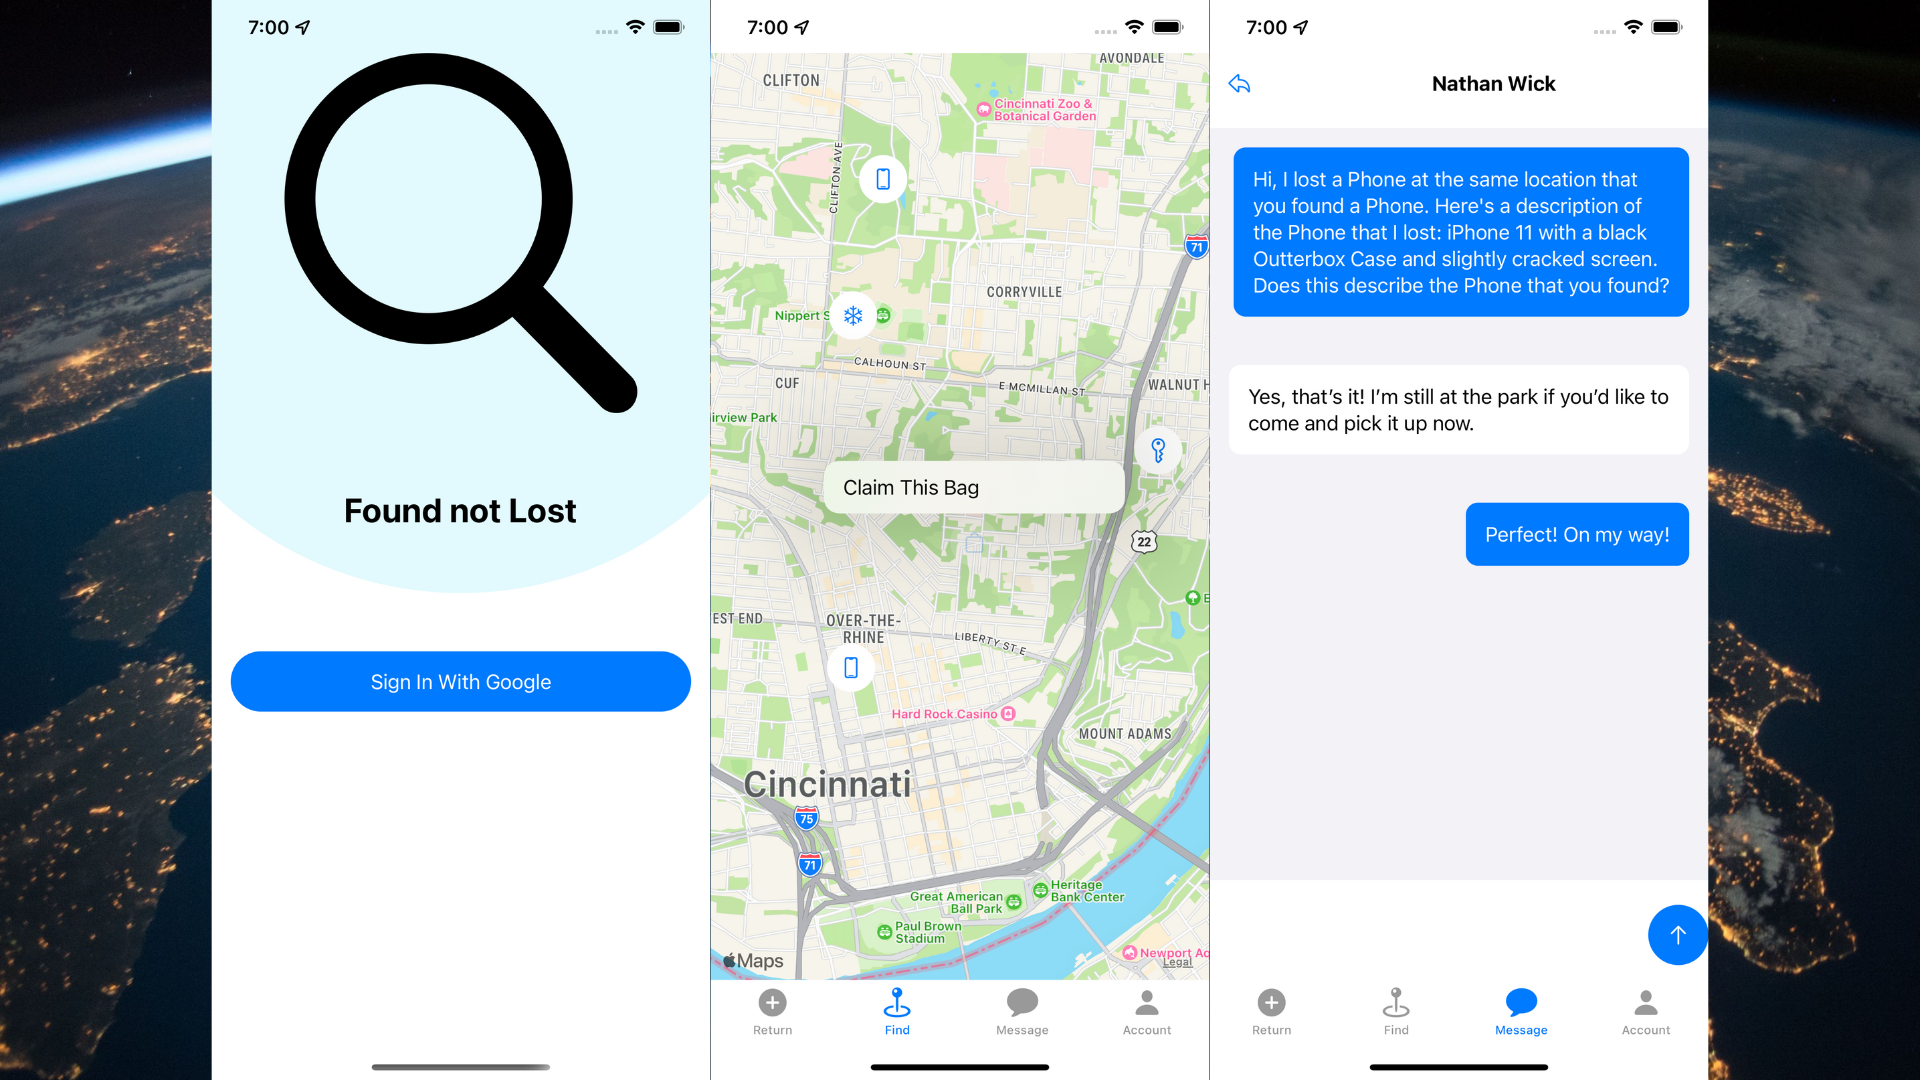 7:00
Found not Lost
Sign In With Google
7:00
AVONDALE
CLIFTON
Cincinnati Zoo &
Botanical Garden
CLIFTON AVE
71
CORRYVILLE
Nippert S
CALHOUN ST
CUF
E MCMILLAN ST
WALNUT H
irview Park
Claim This Bag
22
E
EST END
OVER-THE-
RHINE
LIBERTY ST E
Hard Rock Casino
MOUNT ADAMS
Cincinnati
75
71
Great American
Ball Park
Heritage
Bank Center
Paul Brown
Stadium
Newport Aq
Maps
Legal
Return
Find
Message
Account
7:00
Nathan Wick
Hi, I lost a Phone at the same location that
you found a Phone. Here's a description of
the Phone that I lost: iPhone 11 with a black
Outterbox Case and slightly cracked screen.
Does this describe the Phone that you found?
Yes, that’s it! I’m still at the park if you’d like to
come and pick it up now.
Perfect! On my way!
Return
Find
Message
Account